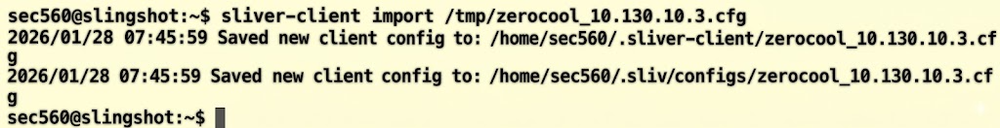 sec560@slingshot:~$ sliver-client import /tmp/zerocool_10.130.10.3.cfg
2026/01/28 07:45:59 Saved new client config to: /home/sec560/.sliver-client/zerocool_10.130.10.3.cf
g
2026/01/28 07:45:59 Saved new client config to: /home/sec560/.sliv/configs/zerocool_10.130.10.3.cf
g
sec560@slingshot:~$